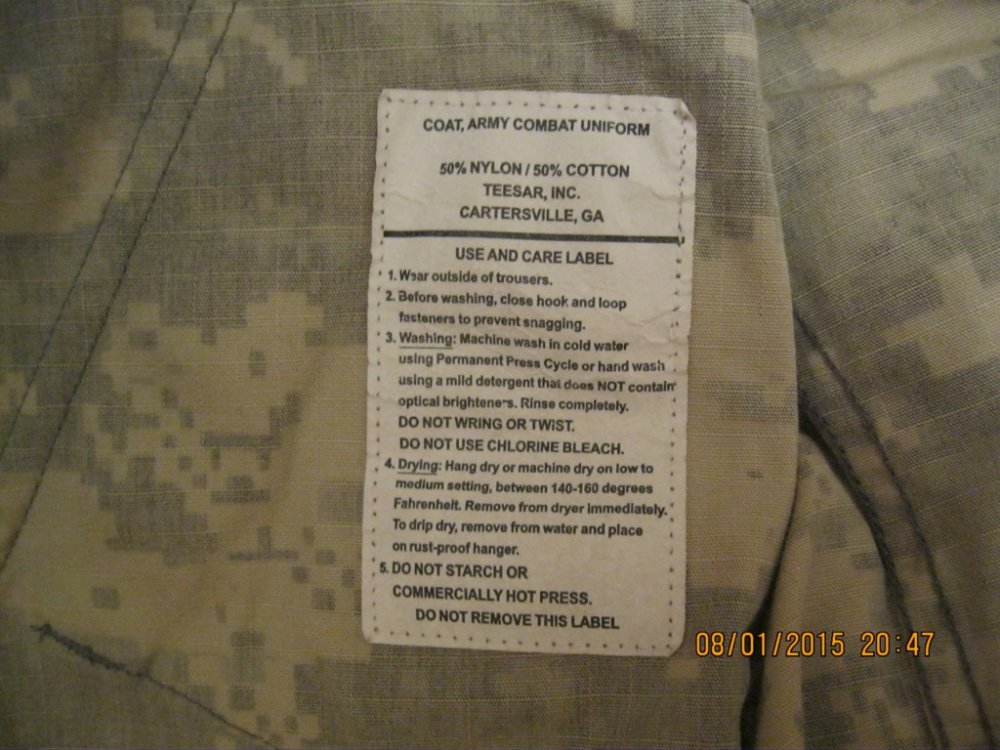 COAT, ARMY COMBAT UNIFORM
50% NYLON / 50% COTTON
TEESAR, INC.
CARTERSVILLE, GA
USE AND CARE LABEL
1. Wear outside of trousers.
2. Before washing, close hook and loop
fasteners to prevent snagging.
3. Washing: Machine wash in cold water
using Permanent Press Cycle or hand wash
using a mild detergent that does NOT contain
optical brighteners. Rinse completely.
DO NOT WRING OR TWIST.
DO NOT USE CHLORINE BLEACH.
4. Drying: Hang dry or machine dry on low to
medium setting, between 140-160 degrees
Fahrenheit. Remove from dryer immediately.
To drip dry, remove from water and place
on rust-proof hanger.
5. DO NOT STARCH OR
COMMERCIALLY HOT PRESS.
DO NOT REMOVE THIS LABEL
08/01/2015 20:47